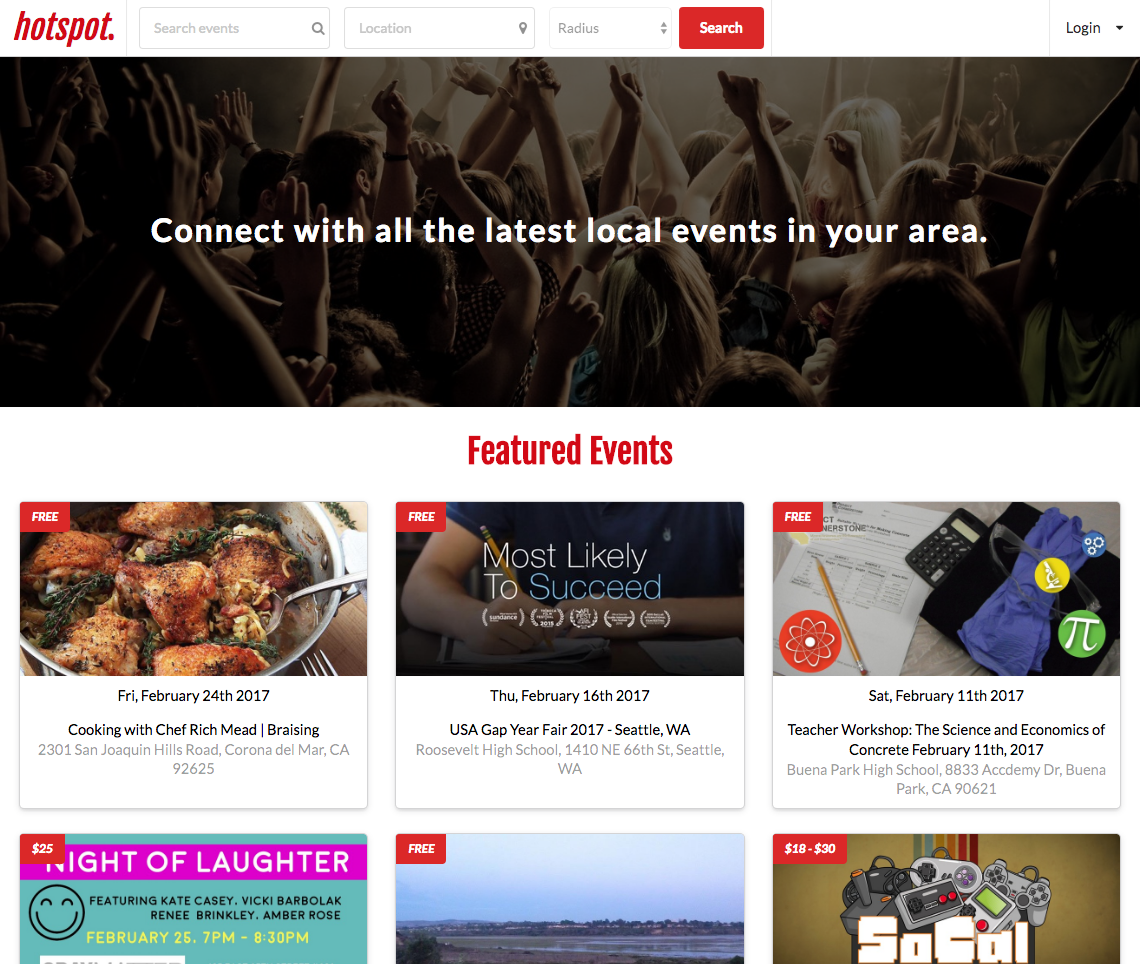 hotspot.
Search events
Location
Radius
Search
Login
Connect with all the latest local events in your area.
Featured Events
FREE
FREE
Most Likely
To Succeed
sundance
2015
FREE
Fri, February 24th 2017
Cooking with Chef Rich Mead | Braising
2301 San Joaquin Hills Road, Corona del Mar, CA
92625
Thu, February 16th 2017
USA Gap Year Fair 2017 - Seattle, WA
Roosevelt High School, 1410 NE 66th St, Seattle,
WA
π
Sat, February 11th 2017
Teacher Workshop: The Science and Economics of
Concrete February 11th, 2017
Buena Park High School, 8833 Accdemy Dr, Buena
Park, CA 90621
$25
NIGHT OF LAUGHTER
FEATURING KATE CASEY. VICKI BARBOLAK
RENEE BRINKLEY. AMBER ROSE
FEBRUARY 25. 7PM - 8:30PM
FREE
$18 - $30
SoCal